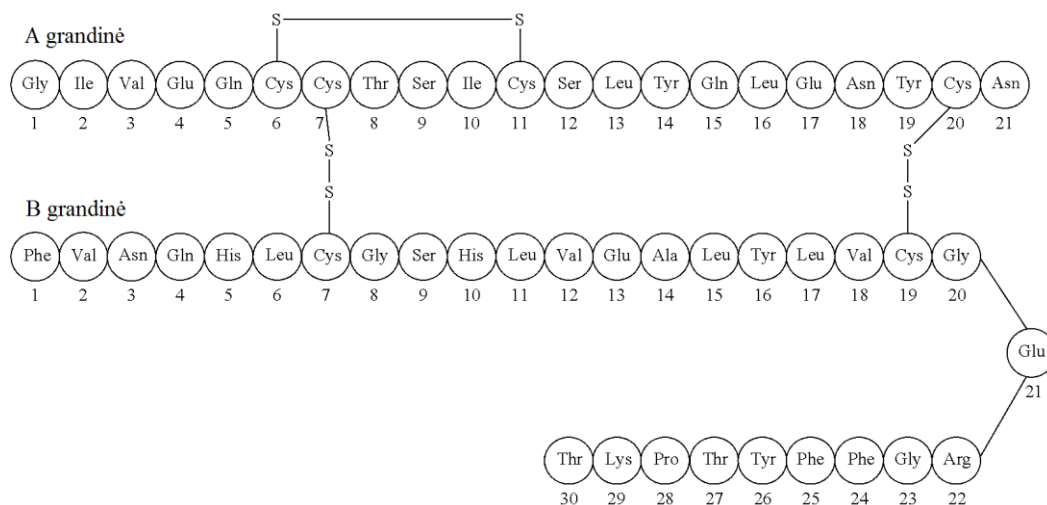 S S
A grandinė
Gly Ile Val Glu Gln Cys Cys Thr Ser Ile Cys Ser Leu Tyr Gln Leu Glu Asn Tyr Cys Asn
1 2 3 4 5 6 7 8 9 10 11 12 13 14 15 16 17 18 19 20 21
S S
S S
B grandinė
Phe Val Asn Gln His Leu Cys Gly Ser His Leu Val Glu Ala Leu Tyr Leu Val Cys Gly
1 2 3 4 5 6 7 8 9 10 11 12 13 14 15 16 17 18 19 20
Glu
21
Thr Lys Pro Thr Tyr Phe Phe Gly Arg
30 29 28 27 26 25 24 23 22